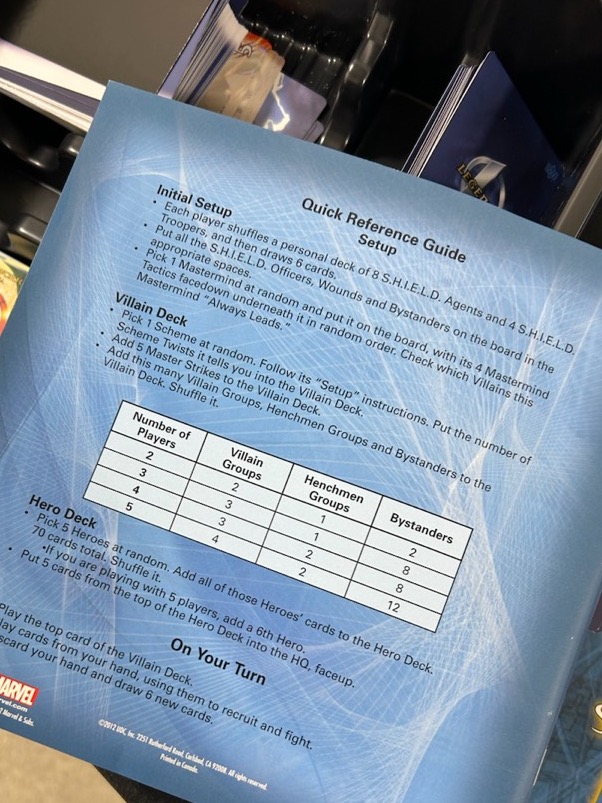 LEGEN
Quick Reference Guide
Setup
Initial Setup
• Each player shuffles a personal deck of 8 S.H.I.E.L.D. Agents and 4 S.H.I.E.L.D.
Troopers, and then draws 6 cards.
• Put all the S.H.I.E.L.D. Officers, Wounds and Bystanders on the board in the
appropriate spaces.
• Pick 1 Mastermind at random and put it on the board, with its 4 Mastermind
Tactics facedown underneath it in random order. Check which Villains this
Mastermind "Always Leads."
Villain Deck
• Pick 1 Scheme at random. Follow its "Setup" instructions. Put the number of
Scheme Twists it tells you into the Villain Deck.
• Add 5 Master Strikes to the Villain Deck.
• Add this many Villain Groups, Henchmen Groups and Bystanders to the
Villain Deck. Shuffle it.
Number of Players Villain Groups Henchmen Groups Bystanders
2 2 1 2
3 3 1 8
4 3 2 8
5 4 2 12
Hero Deck
• Pick 5 Heroes at random. Add all of those Heroes' cards to the Hero Deck.
70 cards total. Shuffle it.
•If you are playing with 5 players, add a 6th Hero.
• Put 5 cards from the top of the Hero Deck into the HQ, faceup.
On Your Turn
Play the top card of the Villain Deck.
lay cards from your hand, using them to recruit and fight.
scard your hand and draw 6 new cards.
MARVEL
rvel.com
Marvel & Subs.
©2012 UDC, Inc. 2251 Rutherford Road, Carlsbad, CA 92008. All rights reserved.
Printed in Canada.